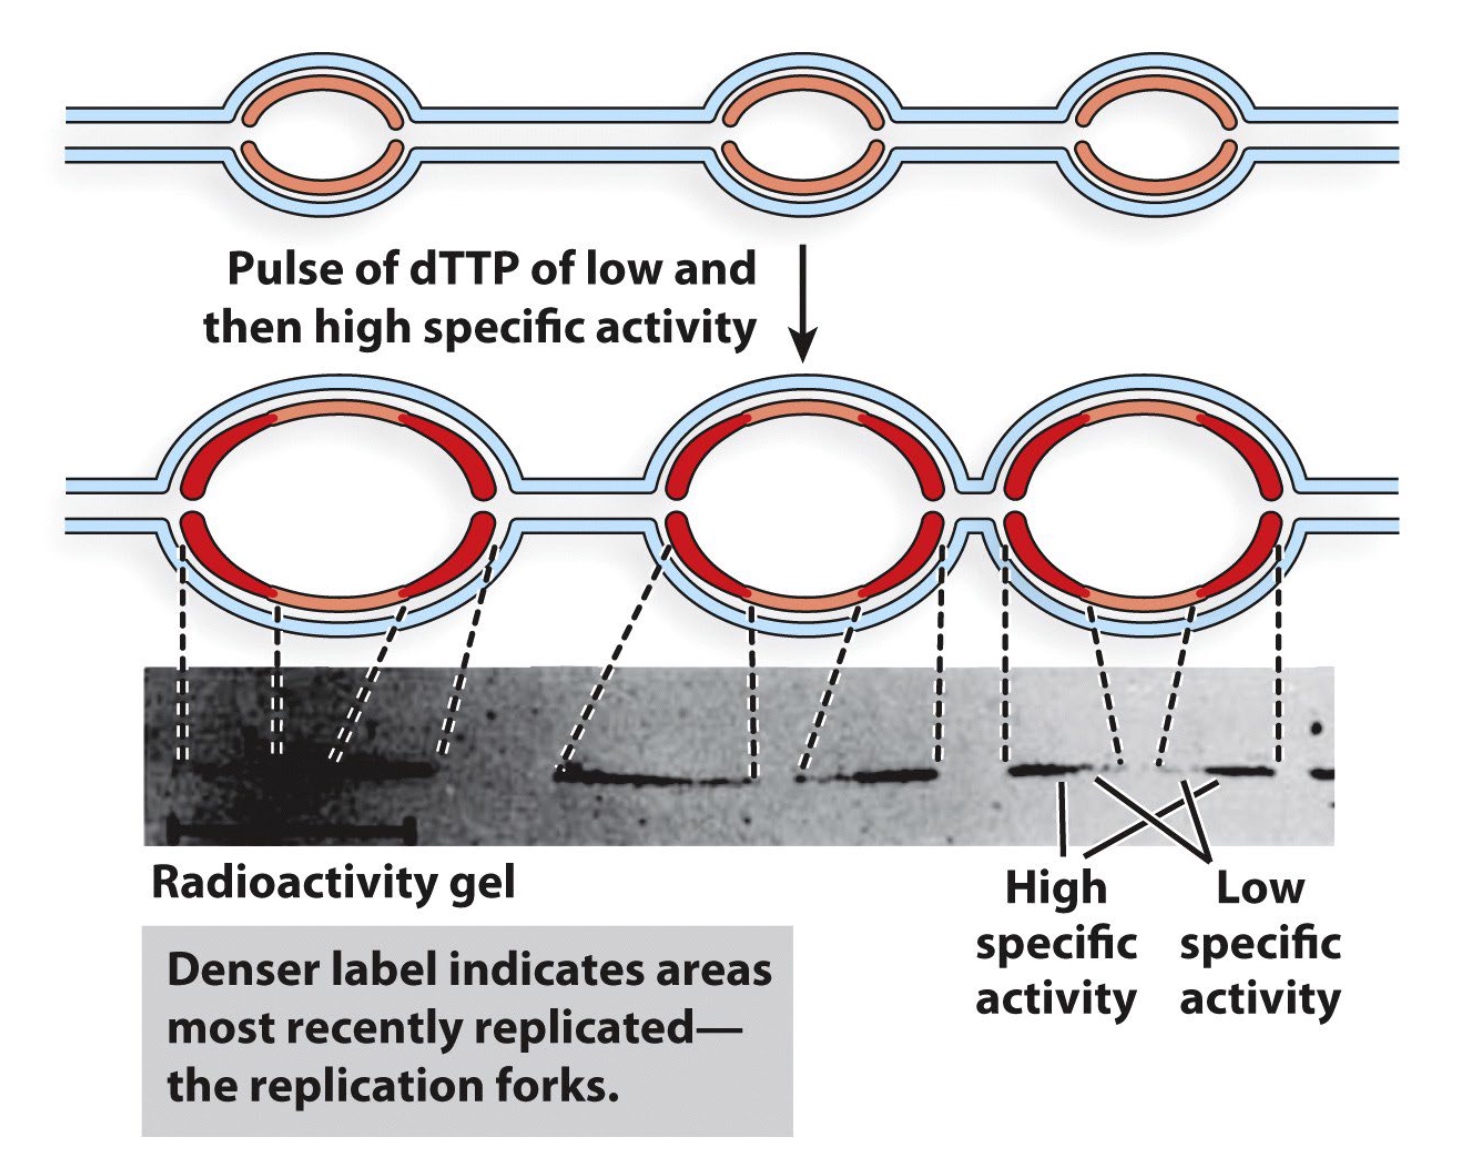 Pulse of dTTP of low and
then high specific activity
Radioactivity gel
High
specific
activity
Low
specific
activity
Denser label indicates areas
most recently replicated—
the replication forks.